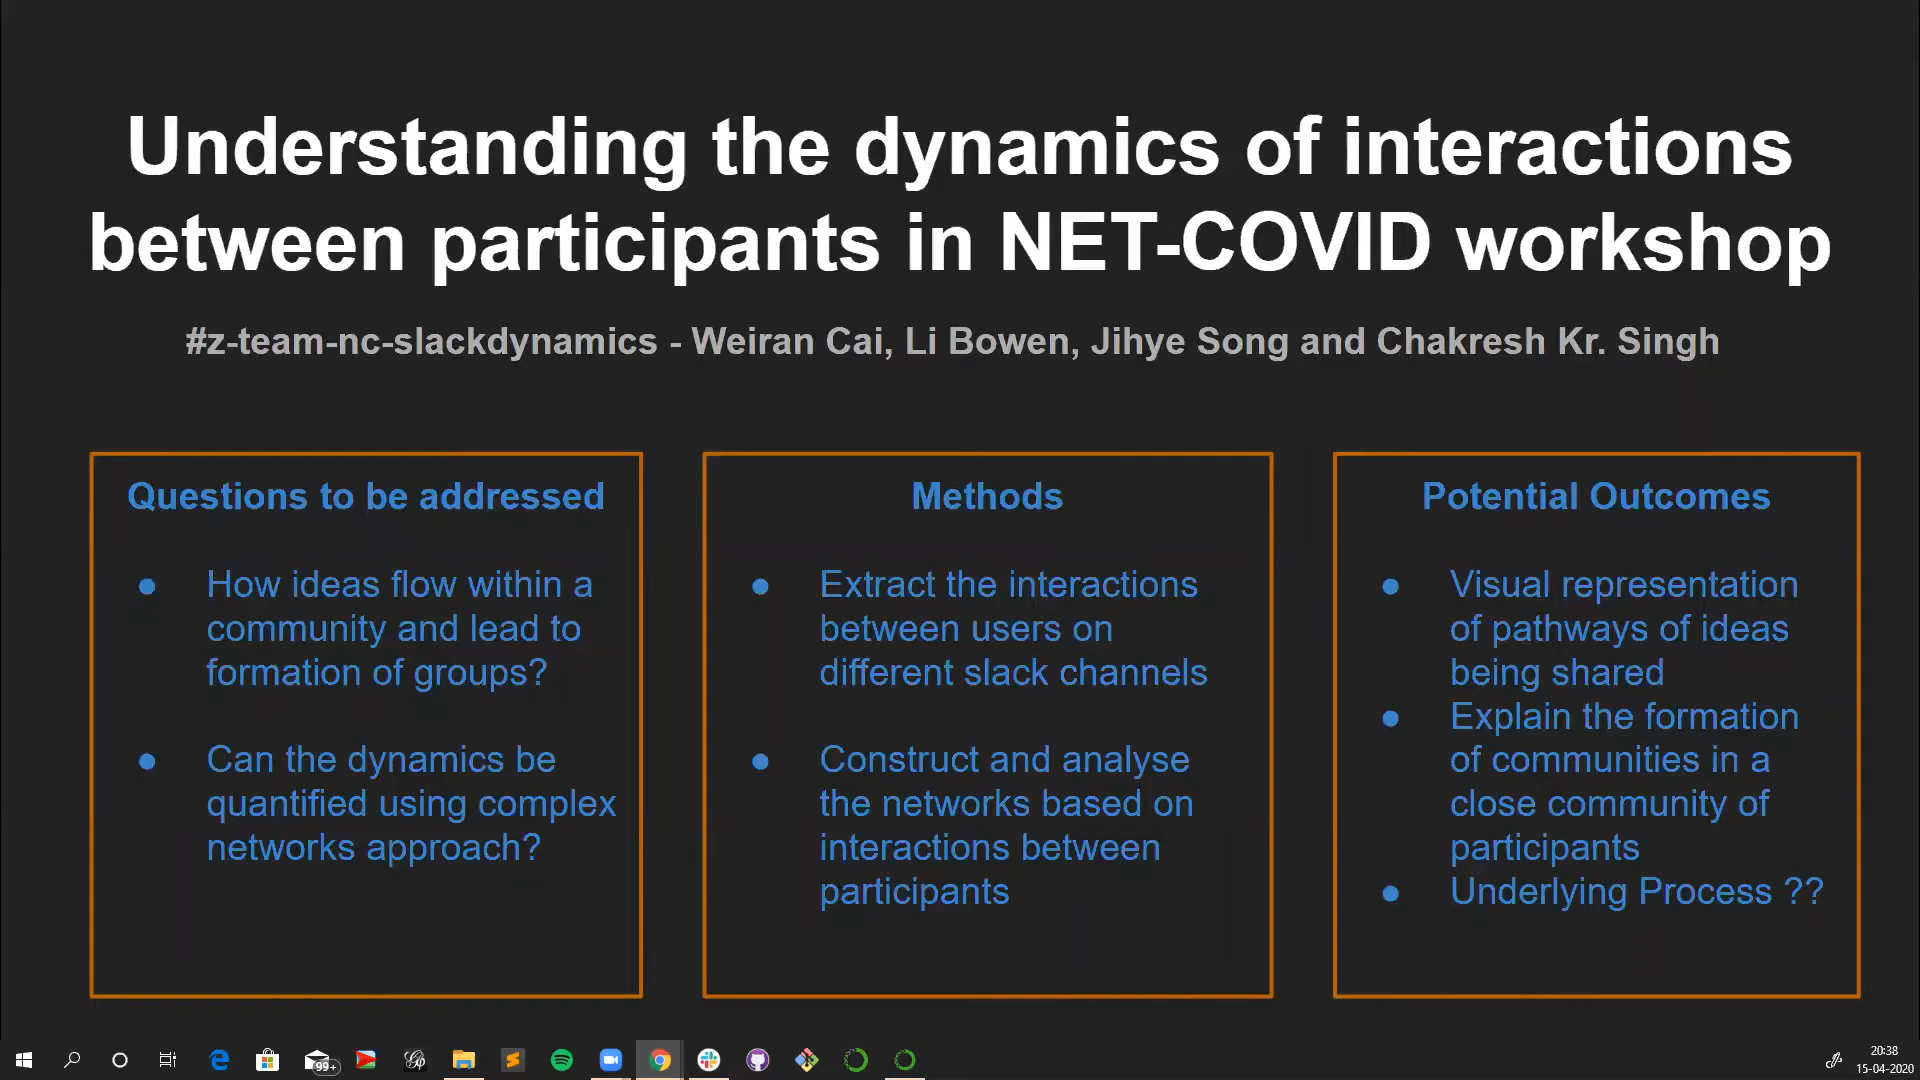 Understanding the dynamics of interactions
between participants in NET-COVID workshop
#z-team-nc-slackdynamics - Weiran Cai, Li Bowen, Jihye Song and Chakresh Kr. Singh
Questions to be addressed
● How ideas flow within a
community and lead to
formation of groups?
● Can the dynamics be
quantified using complex
networks approach?
Methods
● Extract the interactions
between users on
different slack channels
● Construct and analyse
the networks based on
interactions between
participants
Potential Outcomes
● Visual representation
of pathways of ideas
being shared
● Explain the formation
of communities in a
close community of
participants
● Underlying Process ??
99+
20:38
15-04-2020